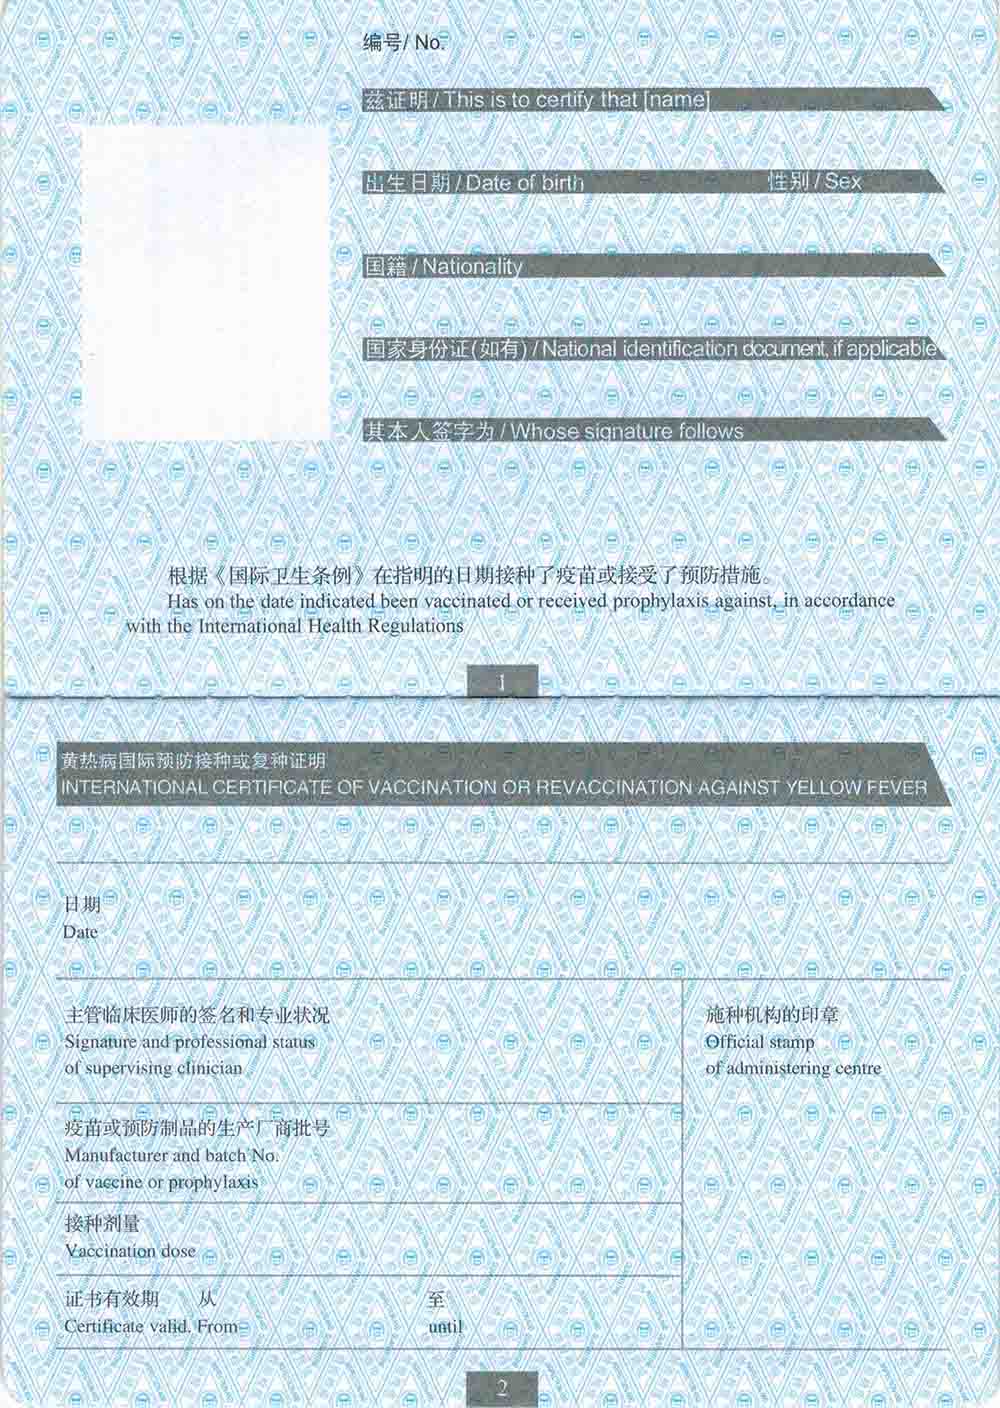 编号/ No.
兹证明 / This is to certify that [name]
出生日期 / Date of birth 性别 / Sex
国籍 / Nationality
国家身份证(如有) / National identification document, if applicable
其本人签字为 / Whose signature follows
根据《国际卫生条例》在指明的日期接种了疫苗或接受了预防措施。
Has on the date indicated been vaccinated or received prophylaxis against, in accordance
with the International Health Regulations
1
黄热病国际预防接种或复种证明
INTERNATIONAL CERTIFICATE OF VACCINATION OR REVACCINATION AGAINST YELLOW FEVER
日期
Date
主管临床医师的签名和专业状况
Signature and professional status
of supervising clinician
施种机构的印章
Official stamp
of administering centre
疫苗或预防制品的生产厂商批号
Manufacturer and batch No.
of vaccine or prophylaxis
接种剂量
Vaccination dose
证书有效期 从 至
Certificate valid. From until
2